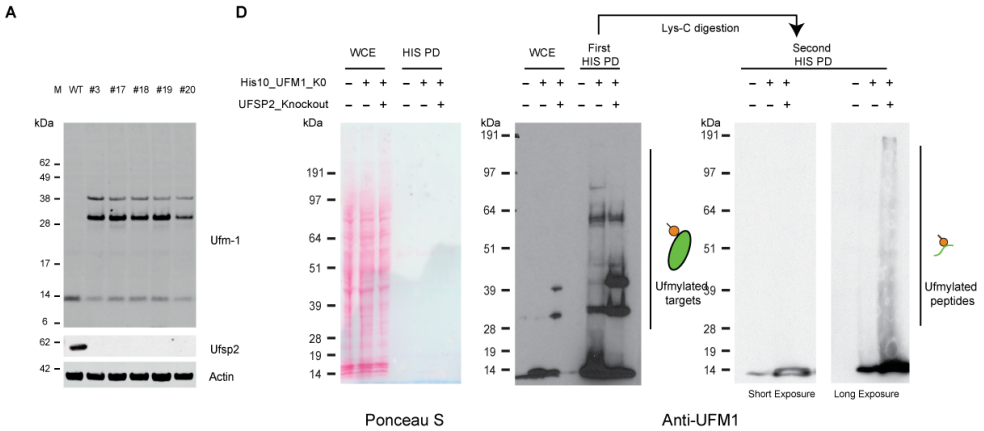 A
M WT #3 #17 #18 #19 #20
kDa
62
49
38
28
17
14
6
62
42
Ufm-1
Ufsp2
Actin
D
Lys-C digestion
WCE HIS PD WCE First HIS PD Second HIS PD
His10_UFM1_K0 – + + – + + – + + – + + – + + – + +
UFSP2_Knockout – – + – – + – – + – – + – – + – – +
kDa
191
97
64
51
39
28
19
14
Ponceau S
kDa
191
97
64
51
39
28
19
14
Ufmylated
targets
kDa
191
97
64
51
39
28
19
14
Ufmylated
peptides
Short Exposure Long Exposure
Anti-UFM1